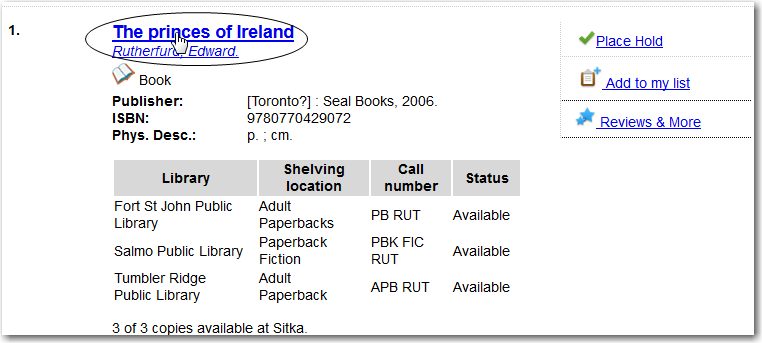 1.
The princes of Ireland
Rutherfurd, Edward.
Book
Publisher: [Toronto?] : Seal Books, 2006.
ISBN: 9780770429072
Phys. Desc.: p. ; cm.
Place Hold
Add to my list
Reviews & More
Library Shelving location Call number Status
Fort St John Public Library Adult Paperbacks PB RUT Available
Salmo Public Library Paperback Fiction PBK FIC RUT Available
Tumbler Ridge Public Library Adult Paperback APB RUT Available
3 of 3 copies available at Sitka.